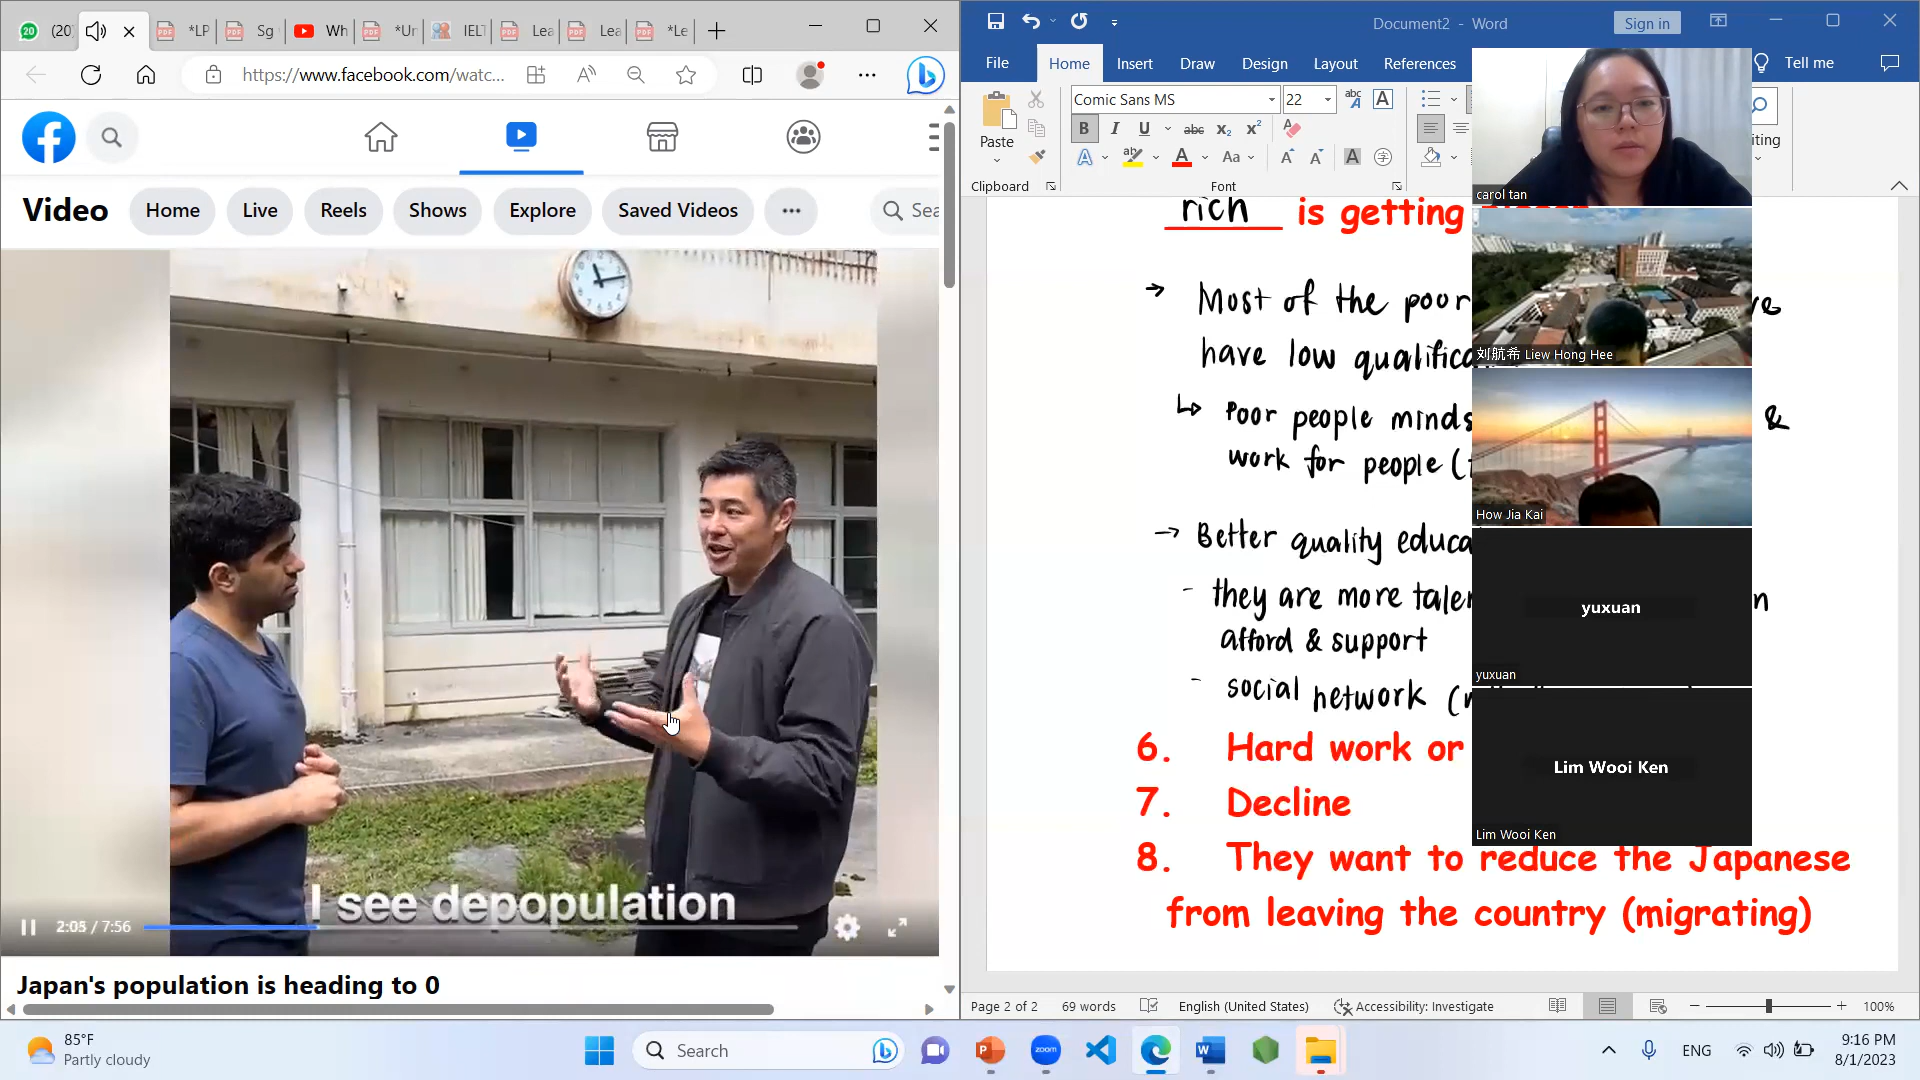 (20
*LP
Sg
Wh
*Ur
IELT
Lea
Lea
*Le
https://www.facebook.com/watc...
Video
Home
Live
Reels
Shows
Explore
Saved Videos
Sea
I see depopulation
2:05 / 7:56
Japan's population is heading to 0
Document2 - Word
Sign in
File
Home
Insert
Draw
Design
Layout
References
Tell me
Paste
Clipboard
Comic Sans MS
22
Font
iting
rich is getting
Most of the poor
have low qualifica
Poor people minds
&
work for people (
Better quality educa
they are more talen
n
afford & support
social network (
6. Hard work or
7. Decline
8. They want to reduce the Japanese
from leaving the country (migrating)
carol tan
刘航希 Liew Hong Hee
How Jia Kai
yuxuan
yuxuan
Lim Wooi Ken
Lim Wooi Ken
Page 2 of 2
69 words
English (United States)
Accessibility: Investigate
100%
85°F
Partly cloudy
Search
zoom
ENG
9:16 PM
8/1/2023